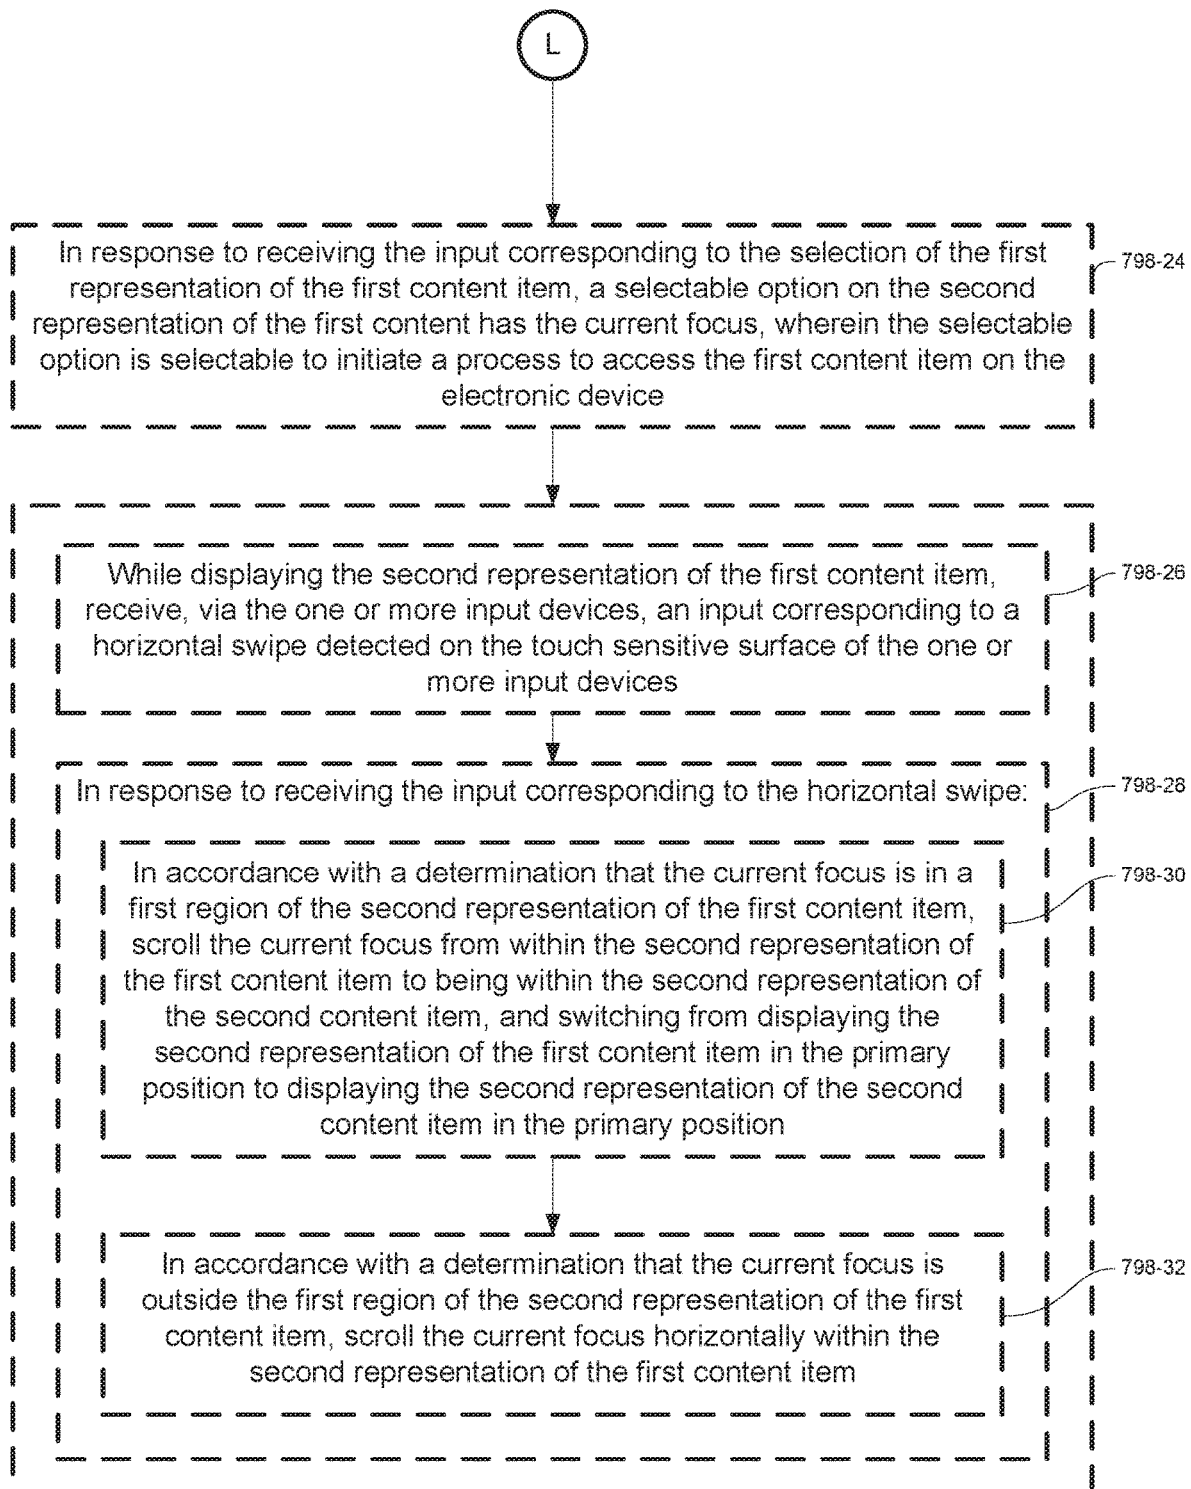 L
In response to receiving the input corresponding to the selection of the first
representation of the first content item, a selectable option on the second
representation of the first content has the current focus, wherein the selectable
option is selectable to initiate a process to access the first content item on the
electronic device
798-24
While displaying the second representation of the first content item,
receive, via the one or more input devices, an input corresponding to a
horizontal swipe detected on the touch sensitive surface of the one or
more input devices
798-26
In response to receiving the input corresponding to the horizontal swipe:
798-28
In accordance with a determination that the current focus is in a
first region of the second representation of the first content item,
scroll the current focus from within the second representation of
the first content item to being within the second representation of
the second content item, and switching from displaying the
second representation of the first content item in the primary
position to displaying the second representation of the second
content item in the primary position
798-30
In accordance with a determination that the current focus is
outside the first region of the second representation of the first
content item, scroll the current focus horizontally within the
second representation of the first content item
798-32